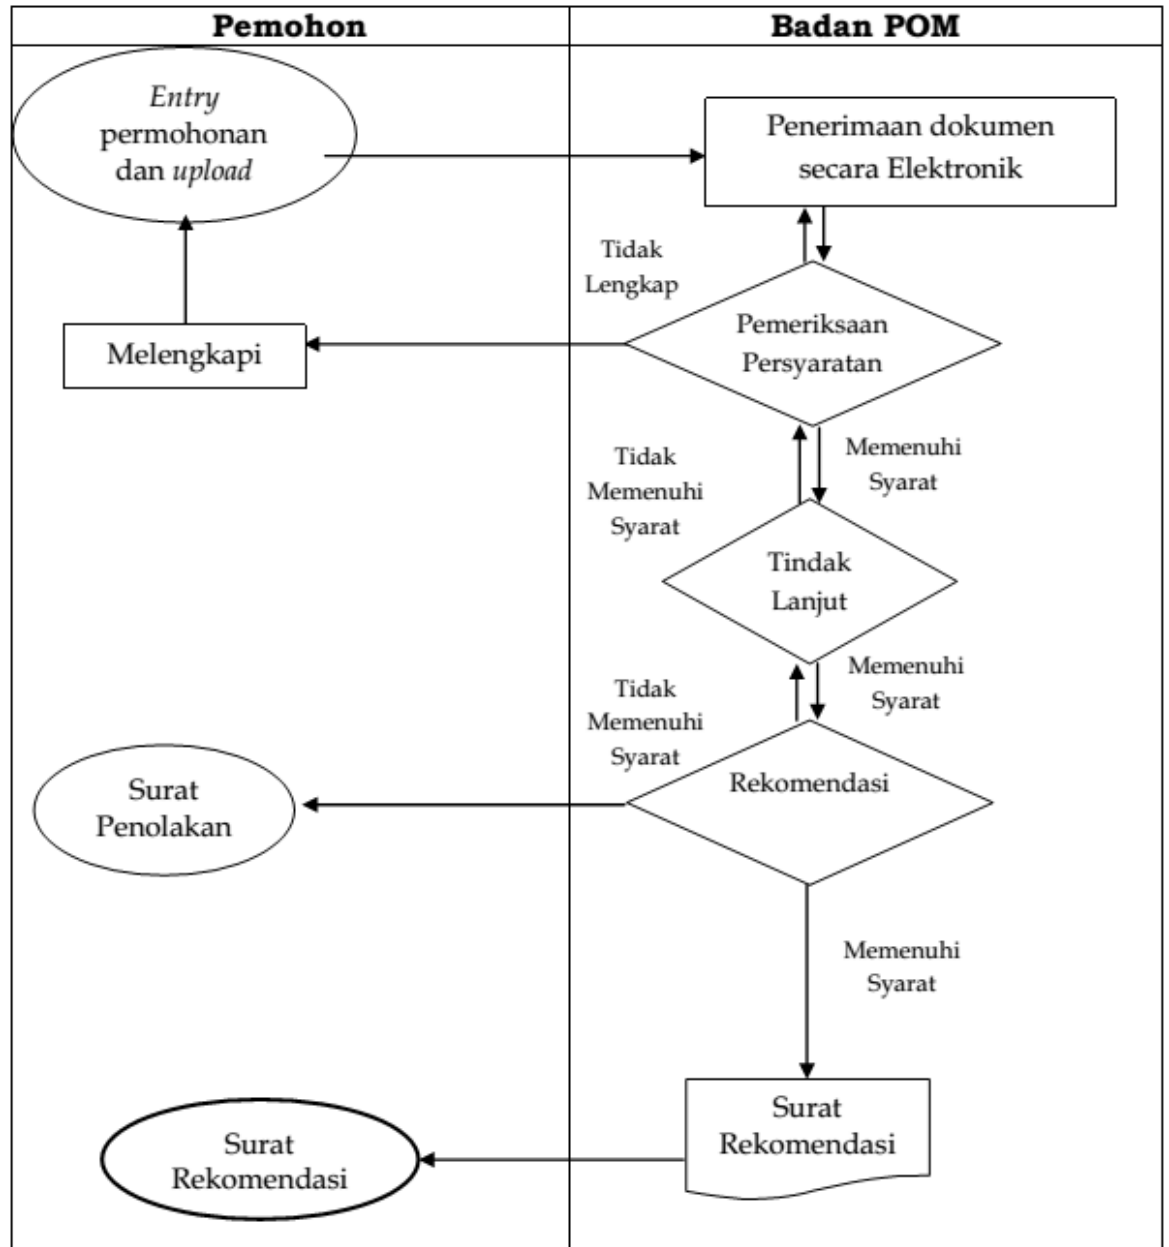 Pemohon
Badan POM
Entry
permohonan
dan upload
Penerimaan dokumen
secara Elektronik
Tidak
Lengkap
Pemeriksaan
Persyaratan
Melengkapi
Tidak
Memenuhi
Syarat
Memenuhi
Syarat
Tindak
Lanjut
Tidak
Memenuhi
Syarat
Memenuhi
Syarat
Rekomendasi
Surat
Penolakan
Memenuhi
Syarat
Surat
Rekomendasi
Surat
Rekomendasi